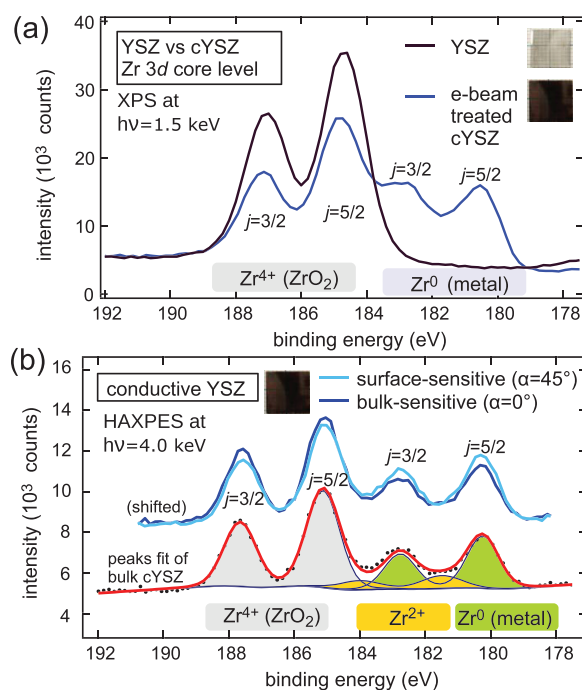 (a)
YSZ vs cYSZ
Zr 3d core level
XPS at
hν=1.5 keV
YSZ
e-beam
treated
cYSZ
j=3/2
j=5/2
j=3/2
j=5/2
Zr⁴⁺ (ZrO₂)
Zr⁰ (metal)
intensity (10³ counts)
40
30
20
10
0
192
190
188
186
184
182
180
178
binding energy (eV)
(b)
conductive YSZ
HAXPES at
hν=4.0 keV
surface-sensitive (α=45°)
bulk-sensitive (α=0°)
j=3/2
j=5/2
j=3/2
j=5/2
(shifted)
peaks fit of
bulk cYSZ
Zr⁴⁺ (ZrO₂)
Zr²⁺
Zr⁰ (metal)
intensity (10³ counts)
16
14
12
10
8
6
4
192
190
188
186
184
182
180
178
binding energy (eV)